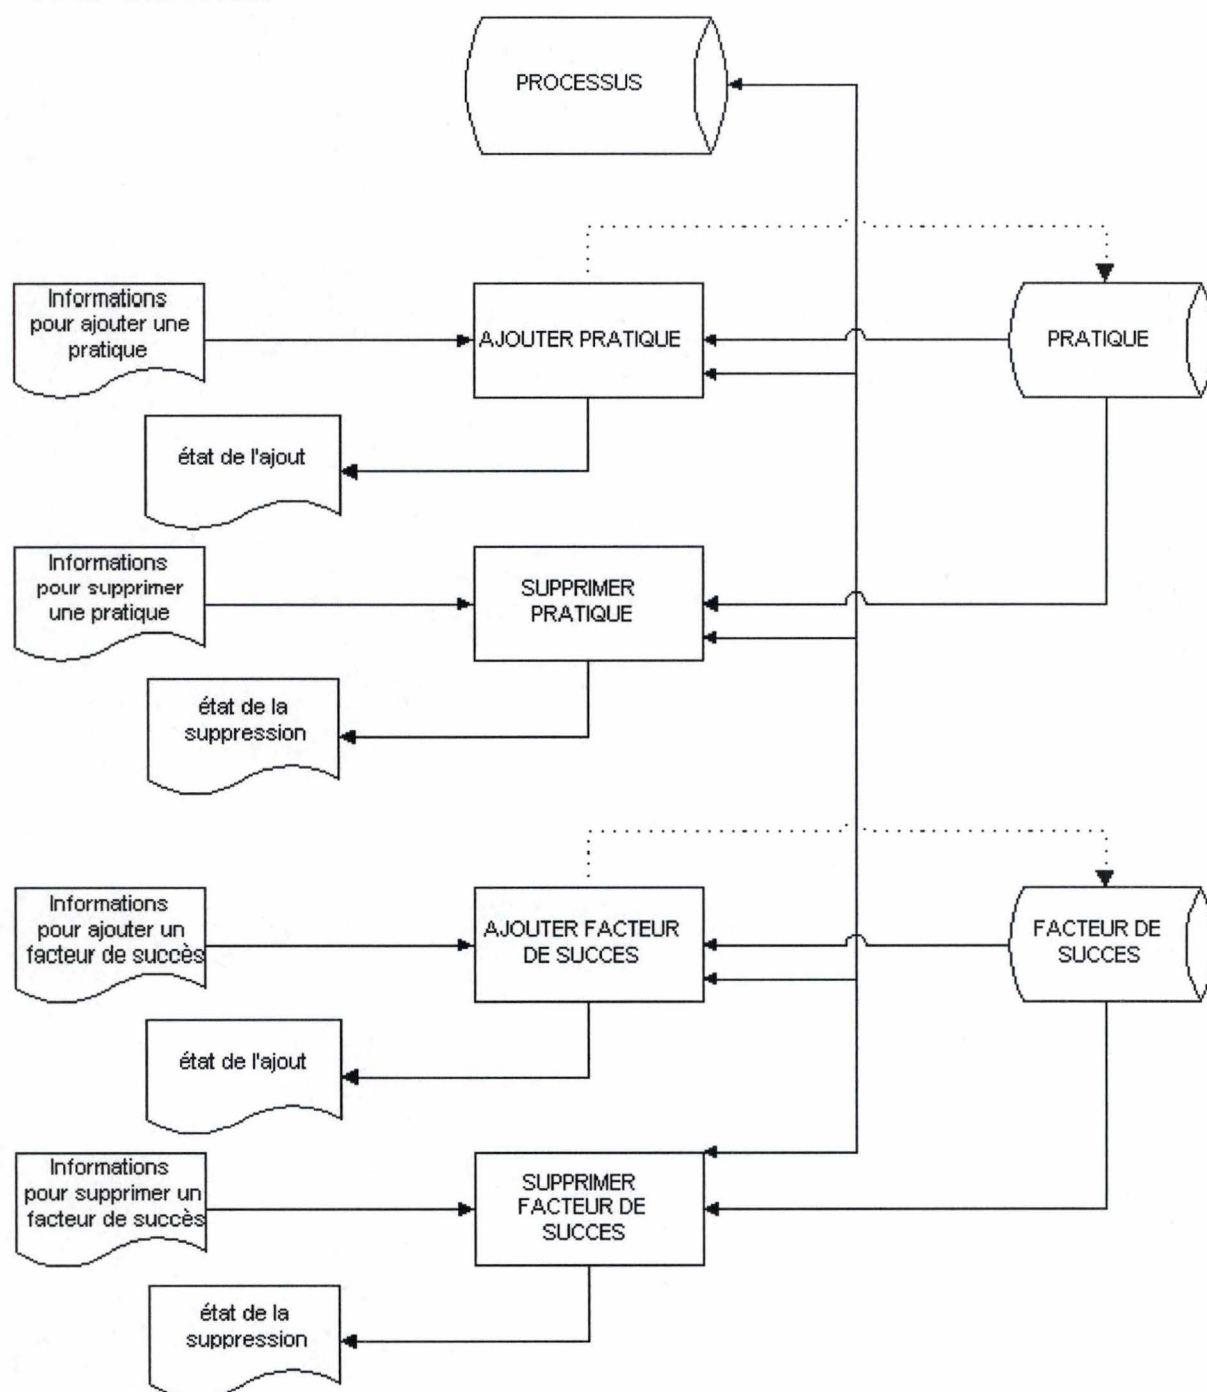 PROCESSUS
Informations
pour ajouter une
pratique
AJOUTER PRATIQUE
PRATIQUE
état de l'ajout
Informations
pour supprimer
une pratique
SUPPRIMER
PRATIQUE
état de la
suppression
Informations
pour ajouter un
facteur de succès
AJOUTER FACTEUR
DE SUCCES
FACTEUR DE
SUCCES
état de l'ajout
Informations
pour supprimer un
facteur de succès
SUPPRIMER
FACTEUR DE
SUCCES
état de la
suppression